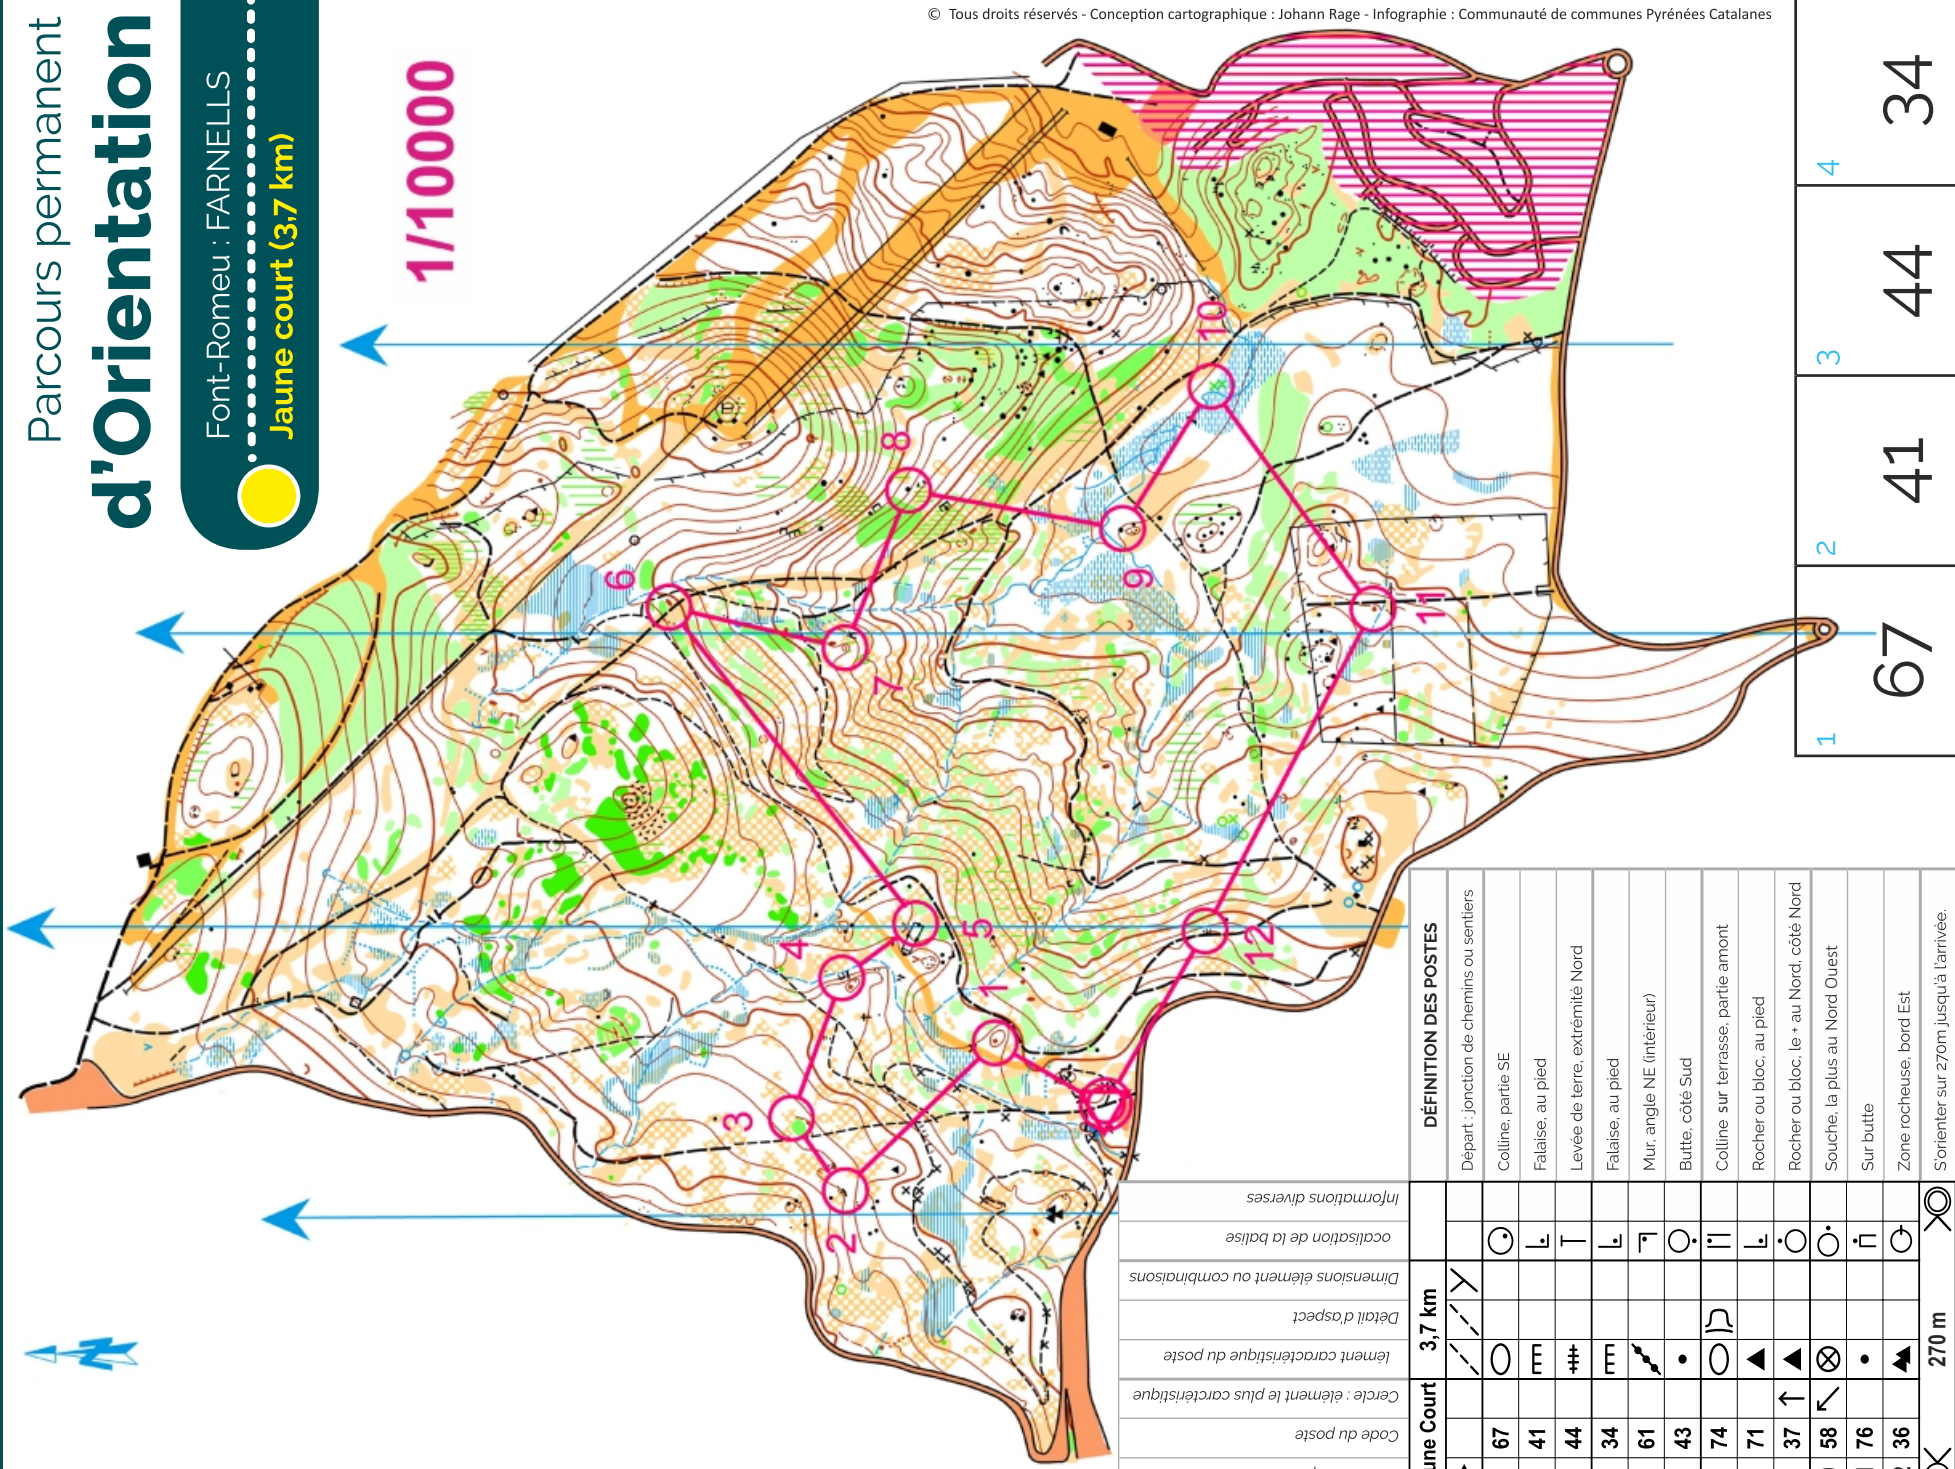 © Tous droits réservés - Conception cartographique : Johann Rage - Infographie : Communauté de communes Pyrénées Catalanes
Parcours permanent
d'Orientation
Font-Romeu : FARNELLS
Jaune court (3,7 km)
1/10000
1
2
3
4
5
6
7
8
9
10
11
12
1 67
2 41
3 44
4 34
DÉFINITION DES POSTES
Départ : jonction de chemins ou sentiers
Colline, partie SE
Falaise, au pied
Levée de terre, extrémité Nord
Falaise, au pied
Mur, angle NE (intérieur)
Butte, côté Sud
Colline sur terrasse, partie amont
Rocher ou bloc, au pied
Rocher ou bloc, le + au Nord, côté Nord
Souche, la plus au Nord Ouest
Sur butte
Zone rocheuse, bord Est
S'orienter sur 270m jusqu'à l'arrivée.
Informations diverses
ocalisation de la balise
Dimensions élément ou combinaisons
Détail d'aspect
lément caractéristique du poste
Cercle : élément le plus carctéristique
Code du poste
une Court 3,7 km
67
41
44
34
61
43
74
71
37
58
76
36
270 m